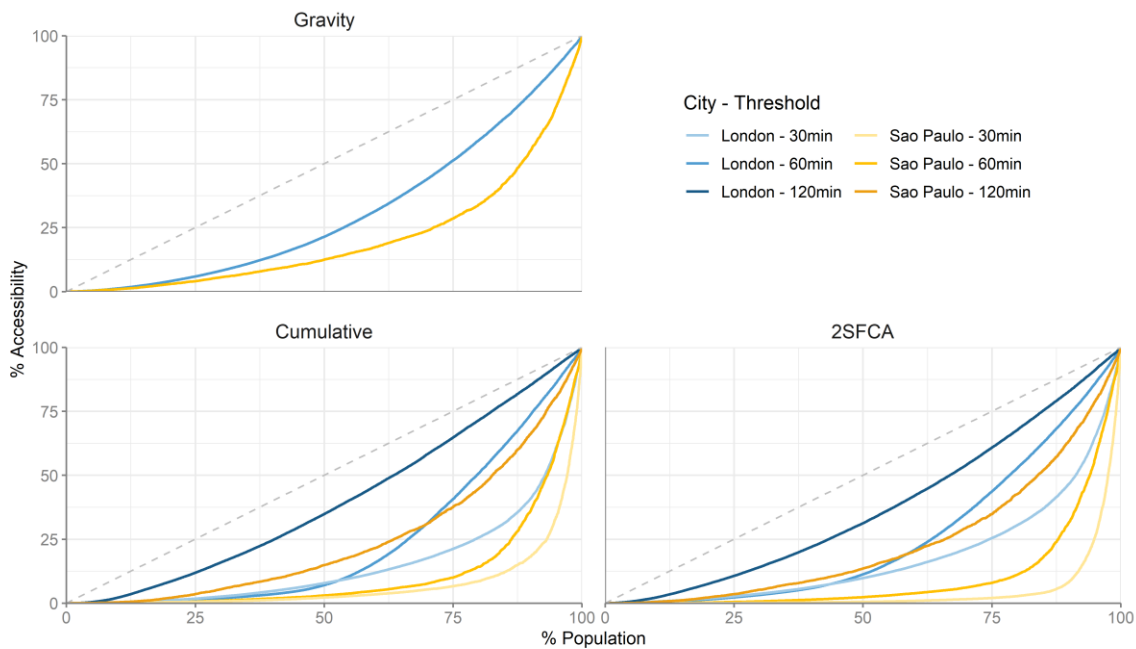 Gravity
100
75
50
25
0
City - Threshold
London - 30min
Sao Paulo - 30min
London - 60min
Sao Paulo - 60min
London - 120min
Sao Paulo - 120min
% Accessibility
Cumulative
2SFCA
100
75
50
25
0
0
25
50
75
100
0
25
50
75
100
% Population